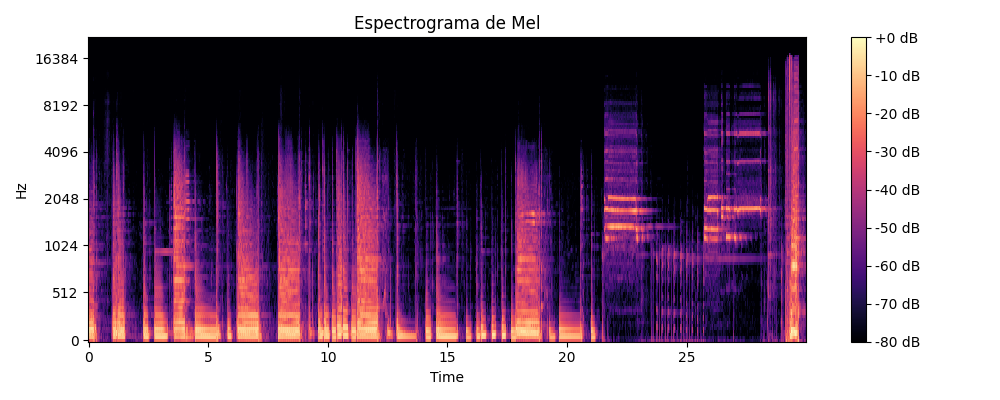 Espectrograma de Mel
16384
8192
4096
2048
1024
512
0
Hz
0 5 10 15 20 25
Time
+0 dB
-10 dB
-20 dB
-30 dB
-40 dB
-50 dB
-60 dB
-70 dB
-80 dB